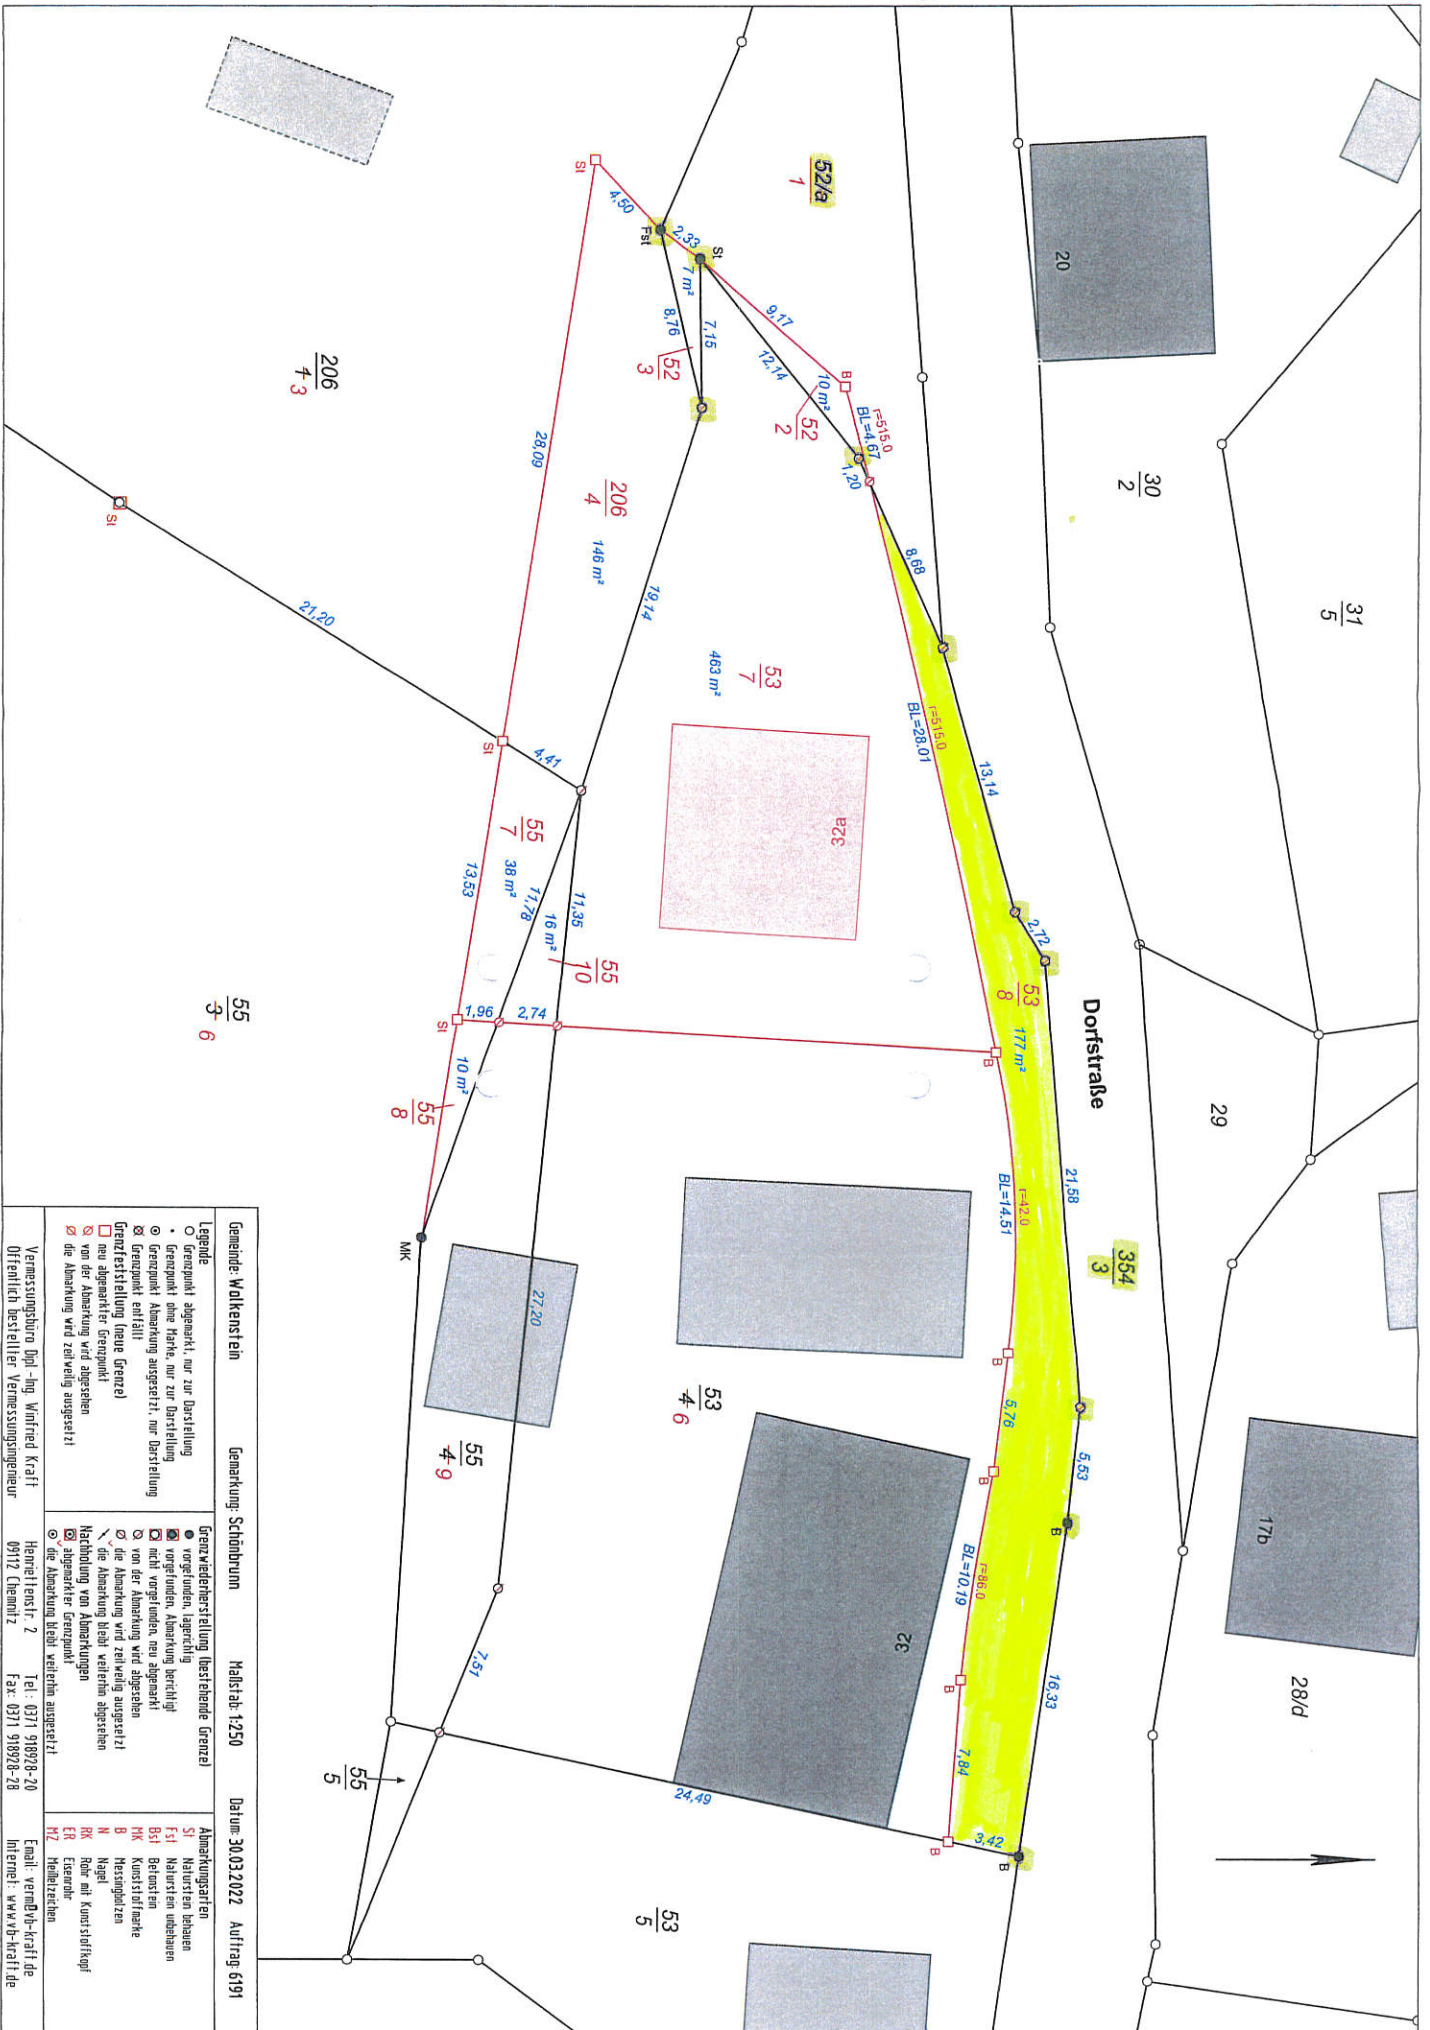 52/a
1
20
30
2
31
5
29
28/d
17b
354
3
Dorfstraße
53
8
177 m²
St
4,50
Fst
2,33
St
7 m²
7,15
8,76
52
3
9,17
12,14
B
r=515.0
BL=4.67
10 m²
52
2
1,20
8,68
13,14
2,72
21,58
5,53
B
16,33
B
3,42
B
r=515.0
BL=28.01
B
r=42.0
BL=14.51
B
5,76
B
r=86.0
BL=10,19
B
7,84
206
1 3
28,09
206
4
146 m²
19,14
53
7
463 m²
32a
St
21,20
St
4,41
55
7
38 m²
11,78
11,35
16 m²
55
10
13,53
St
1,96
2,74
10 m²
55
8
55
3 6
MK
27,20
53
4 6
32
55
4 9
7,51
24,49
55
5
53
5
Gemeinde: Wolkenstein Gemarkung: Schönbrunn Maßstab: 1:250 Datum: 30.03.2022 Auftrag: 6191
Legende
Grenzpunkt abgemarkt, nur zur Darstellung
Grenzpunkt ohne Marke, nur zur Darstellung
Grenzpunkt Abmarkung ausgesetzt, nur Darstellung
Grenzpunkt entfällt
Grenzfeststellung (neue Grenze)
neu abgemarkter Grenzpunkt
von der Abmarkung wird abgesehen
die Abmarkung wird zeitweilig ausgesetzt
Grenzwiederherstellung (bestehende Grenze)
vorgefunden, lagerichtig
vorgefunden, Abmarkung berichtigt
nicht vorgefunden, neu abgemarkt
von der Abmarkung wird abgesehen
die Abmarkung wird zeitweilig ausgesetzt
die Abmarkung bleibt weiterhin abgesehen
Nachholung von Abmarkungen
abgemarkter Grenzpunkt
die Abmarkung bleibt weiterhin ausgesetzt
Abmarkungsarten
St Naturstein behauen
Fst Naturstein unbehauen
Bst Betonstein
MK Kunststoffmarke
B Messingbolzen
N Nagel
RK Rohr mit Kunststoffkopf
ER Eisenrohr
MZ Meißelzeichen
Vermessungsbüro Dipl.-Ing. Winfried Kraft Henriettenstr. 2 Tel.: 0371 918928-20 Email: verm@vb-kraft.de
Öffentlich bestellter Vermessungsingenieur 09112 Chemnitz Fax: 0371 918928-28 Internet: www.vb-kraft.de